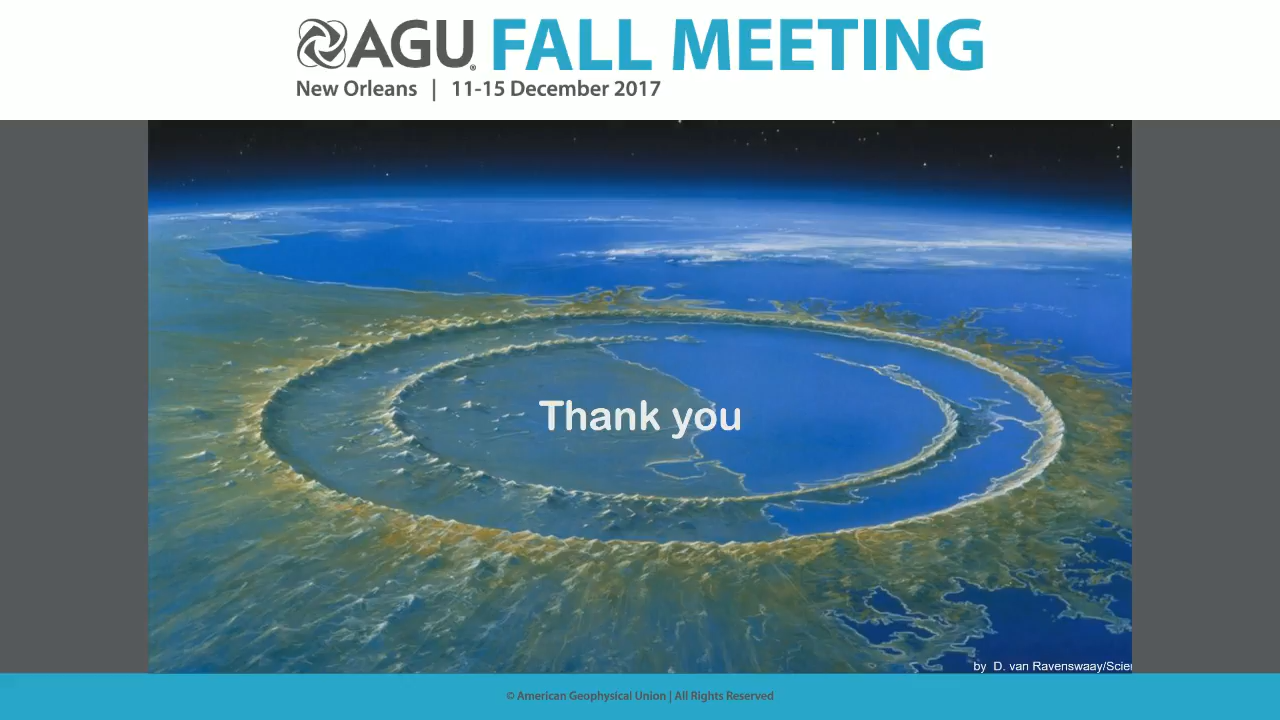 AGU FALL MEETING
New Orleans | 11-15 December 2017
Thank you
by D. van Ravenswaay/Scie
© American Geophysical Union | All Rights Reserved